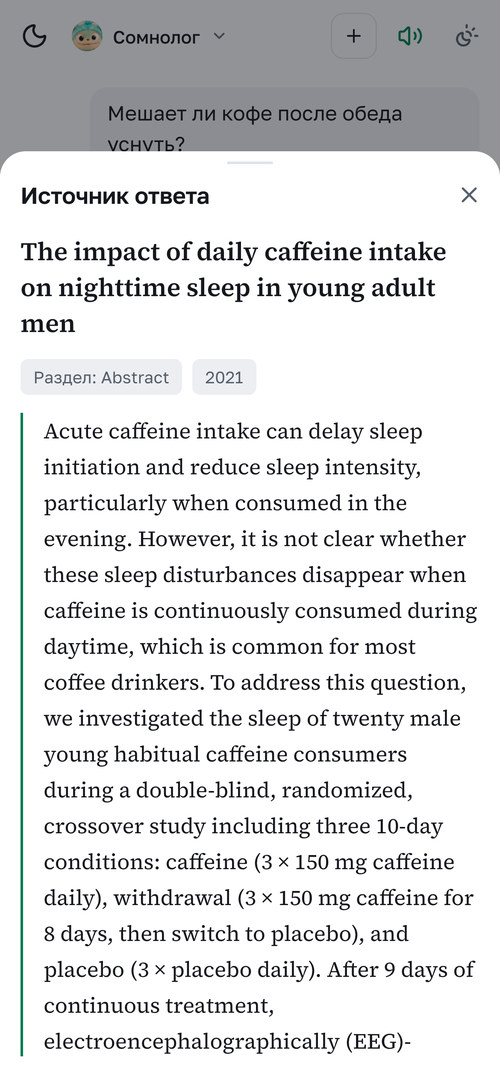 Сомнолог
Мешает ли кофе после обеда
уснуть?
Источник ответа
The impact of daily caffeine intake
on nighttime sleep in young adult
men
Раздел: Abstract
2021
Acute caffeine intake can delay sleep
initiation and reduce sleep intensity,
particularly when consumed in the
evening. However, it is not clear whether
these sleep disturbances disappear when
caffeine is continuously consumed during
daytime, which is common for most
coffee drinkers. To address this question,
we investigated the sleep of twenty male
young habitual caffeine consumers
during a double-blind, randomized,
crossover study including three 10-day
conditions: caffeine (3 × 150 mg caffeine
daily), withdrawal (3 × 150 mg caffeine for
8 days, then switch to placebo), and
placebo (3 × placebo daily). After 9 days of
continuous treatment,
electroencephalographically (EEG)-